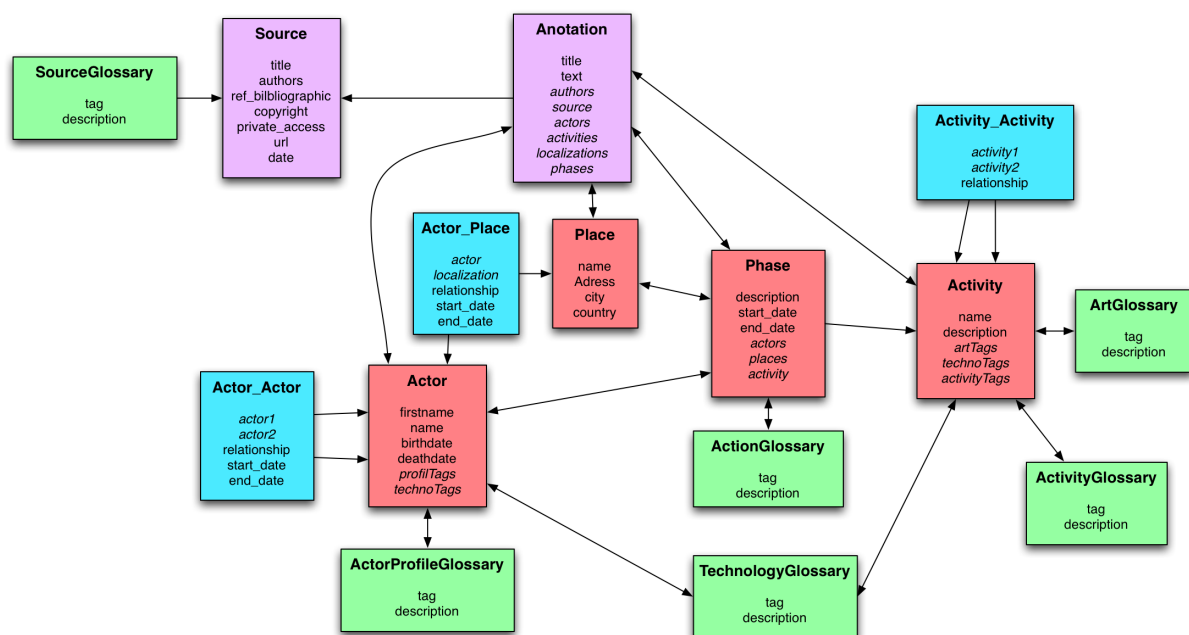 Source
title
authors
ref_bilbliographic
copyright
private_access
url
date
Anotation
title
text
authors
source
actors
activities
localizations
phases
SourceGlossary
tag
description
Activity_Activity
activity1
activity2
relationship
Actor_Place
actor
localization
relationship
start_date
end_date
Place
name
Adress
city
country
Phase
description
start_date
end_date
actors
places
activity
Activity
name
description
artTags
technoTags
activityTags
ArtGlossary
tag
description
Actor_Actor
actor1
actor2
relationship
start_date
end_date
Actor
firstname
name
birthdate
deathdate
profilTags
technoTags
ActionGlossary
tag
description
ActivityGlossary
tag
description
ActorProfileGlossary
tag
description
TechnologyGlossary
tag
description